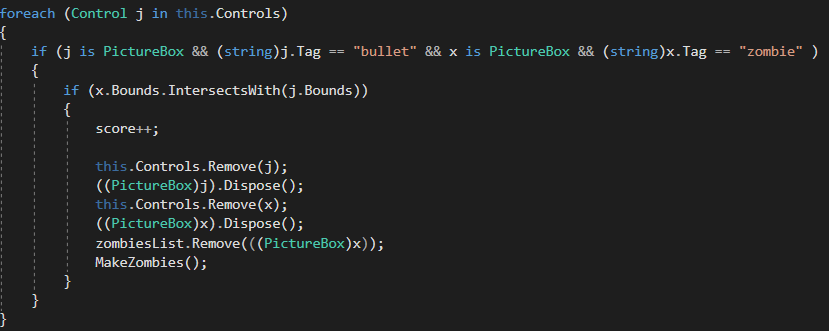 foreach (Control j in this.Controls)
{
if (j is PictureBox && (string)j.Tag == "bullet" && x is PictureBox && (string)x.Tag == "zombie" )
{
if (x.Bounds.IntersectsWith(j.Bounds))
{
score++;
this.Controls.Remove(j);
((PictureBox)j).Dispose();
this.Controls.Remove(x);
((PictureBox)x).Dispose();
zombiesList.Remove(((PictureBox)x));
MakeZombies();
}
}
}